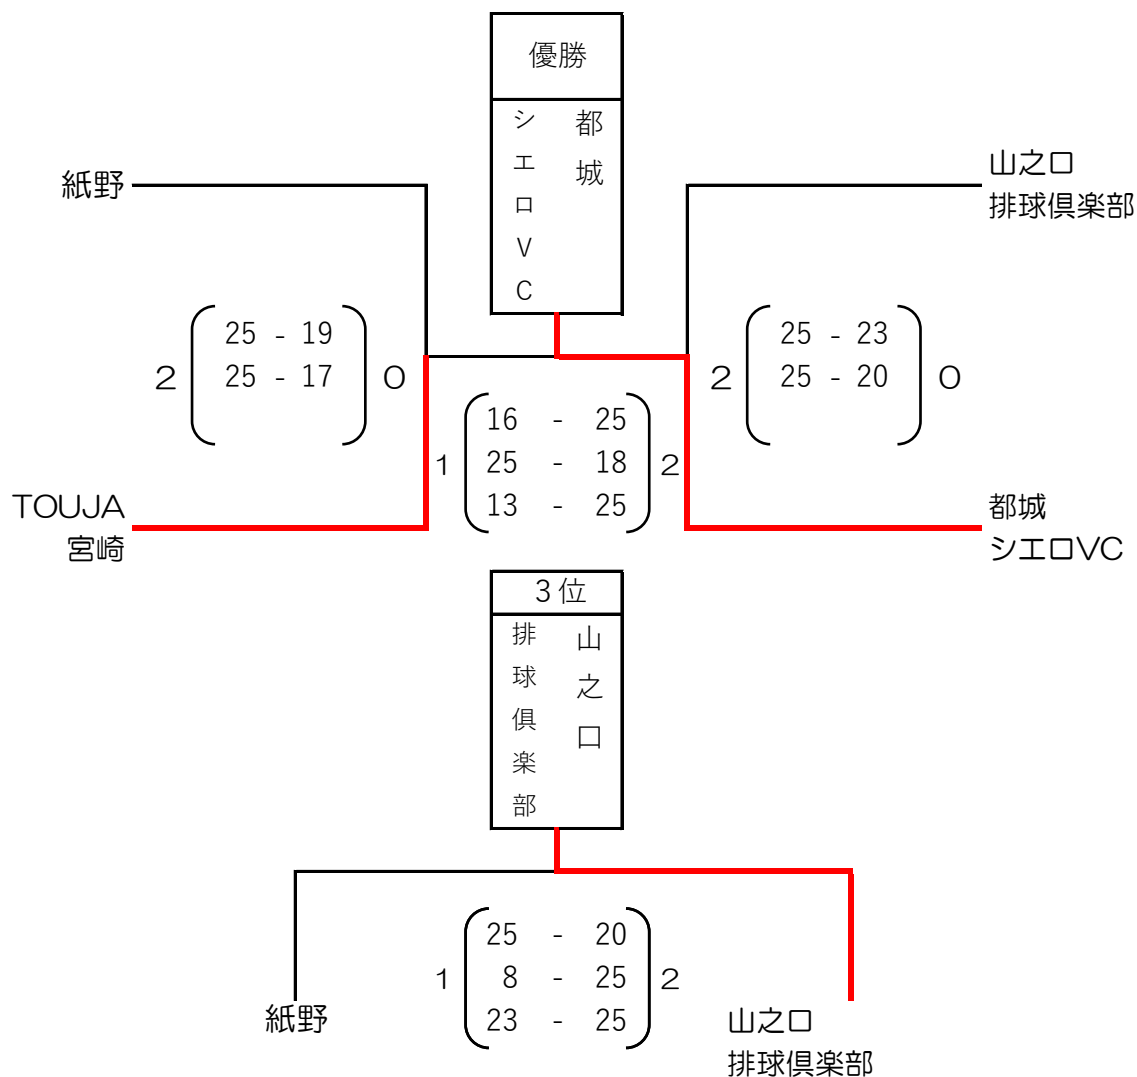 優勝
都城
シエロVC
紙野
山之口
排球倶楽部
2
25 - 19
25 - 17
0
2
25 - 23
25 - 20
0
1
16 - 25
25 - 18
13 - 25
2
TOUJA
宮崎
都城
シエロVC
3位
山之口
排球倶楽部
1
25 - 20
8 - 25
23 - 25
2
紙野
山之口
排球倶楽部